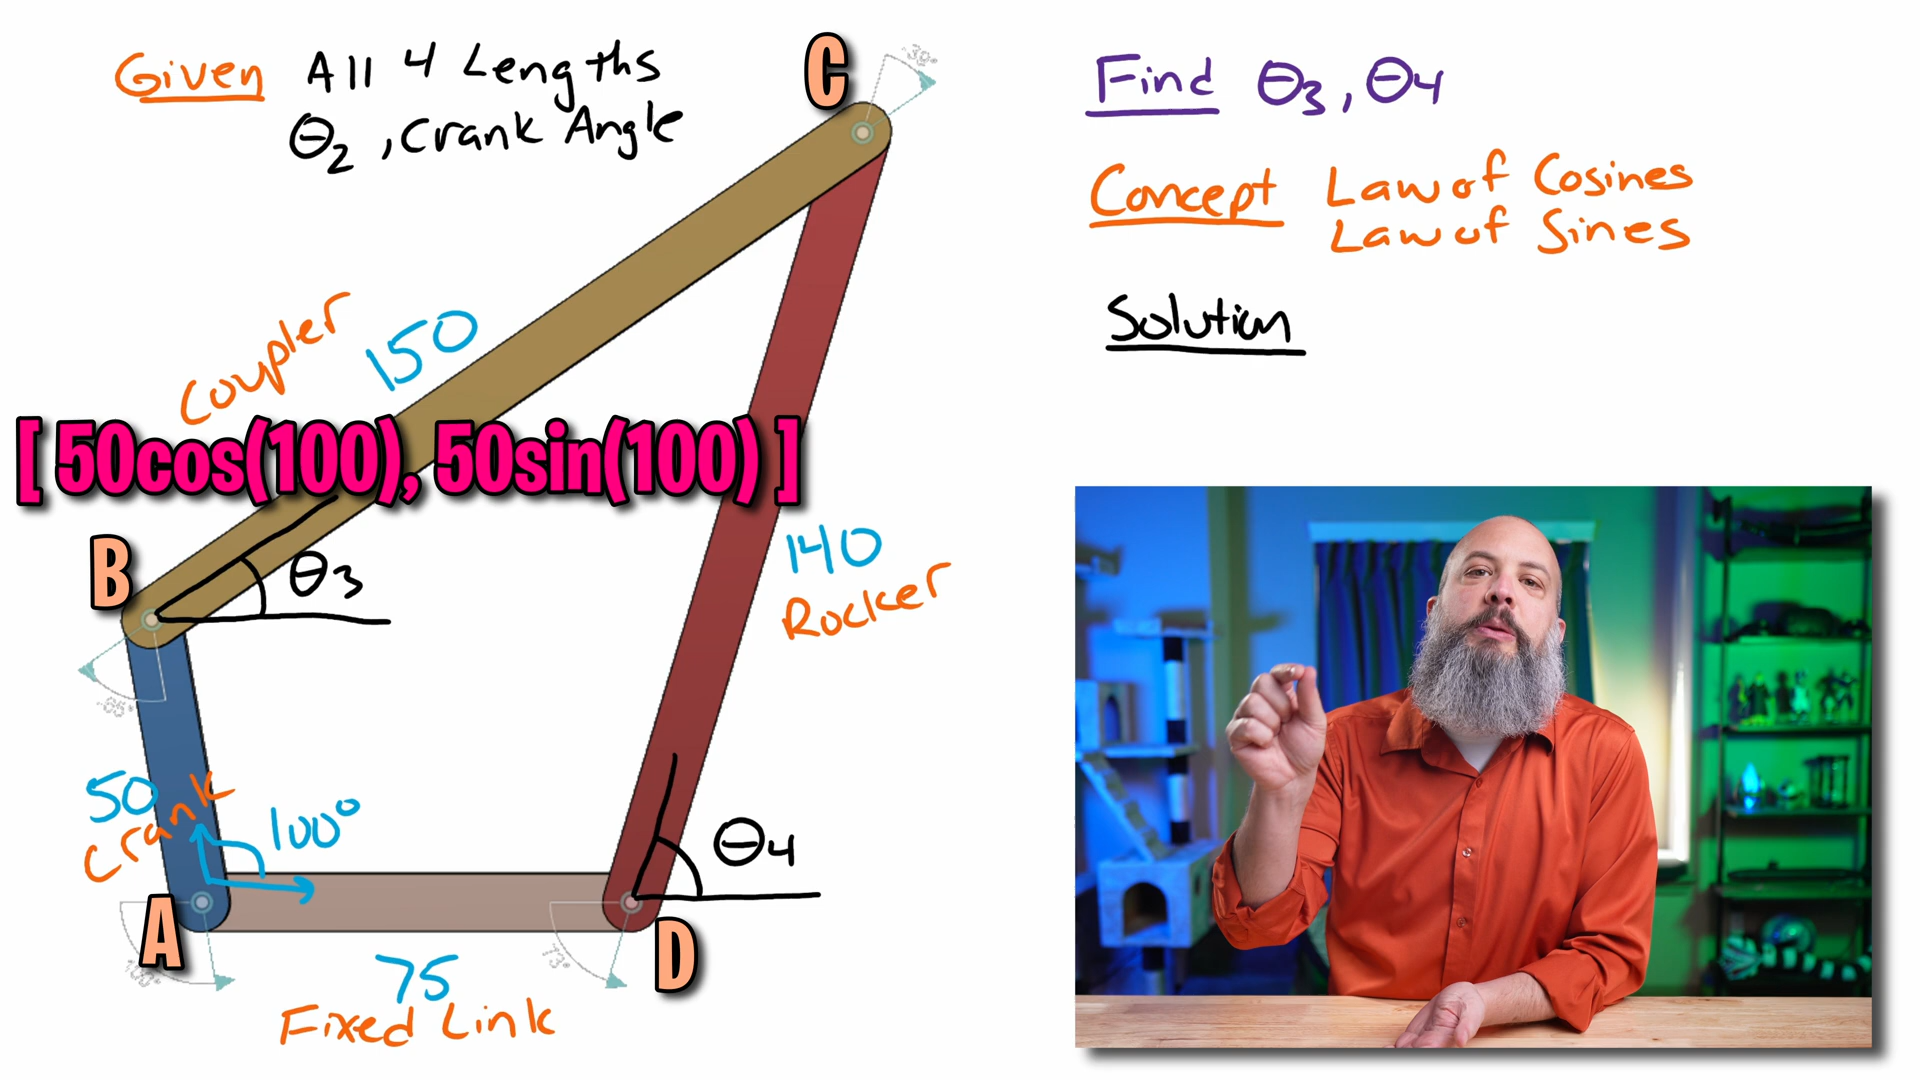 Given All 4 Lengths
θ2, Crank Angle
C
Coupler
150
[ 50cos(100), 50sin(100) ]
B
θ3
140
Rocker
50
Crank
100°
θ4
A
D
75
Fixed Link
Find θ3, θ4
Concept Law of Cosines
Law of Sines
Solution